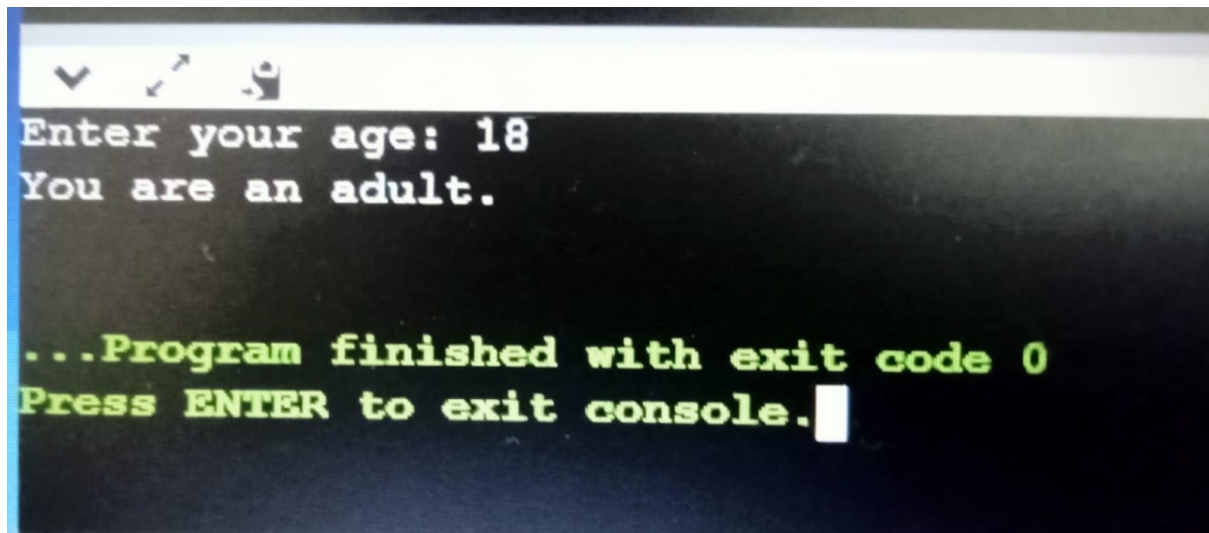 Enter your age: 18
You are an adult.
...Program finished with exit code 0
Press ENTER to exit console.